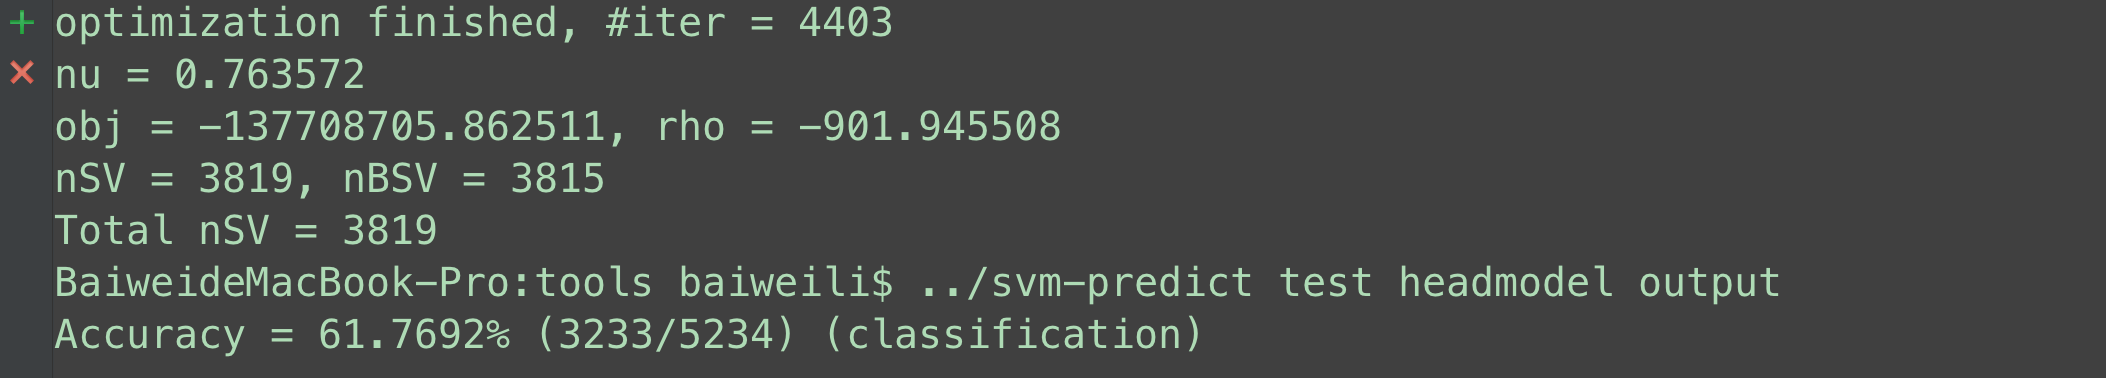 optimization finished, #iter = 4403
nu = 0.763572
obj = −137708705.862511, rho = −901.945508
nSV = 3819, nBSV = 3815
Total nSV = 3819
BaiweideMacBook−Pro:tools baiweili$ ../svm−predict test headmodel output
Accuracy = 61.7692% (3233/5234) (classification)